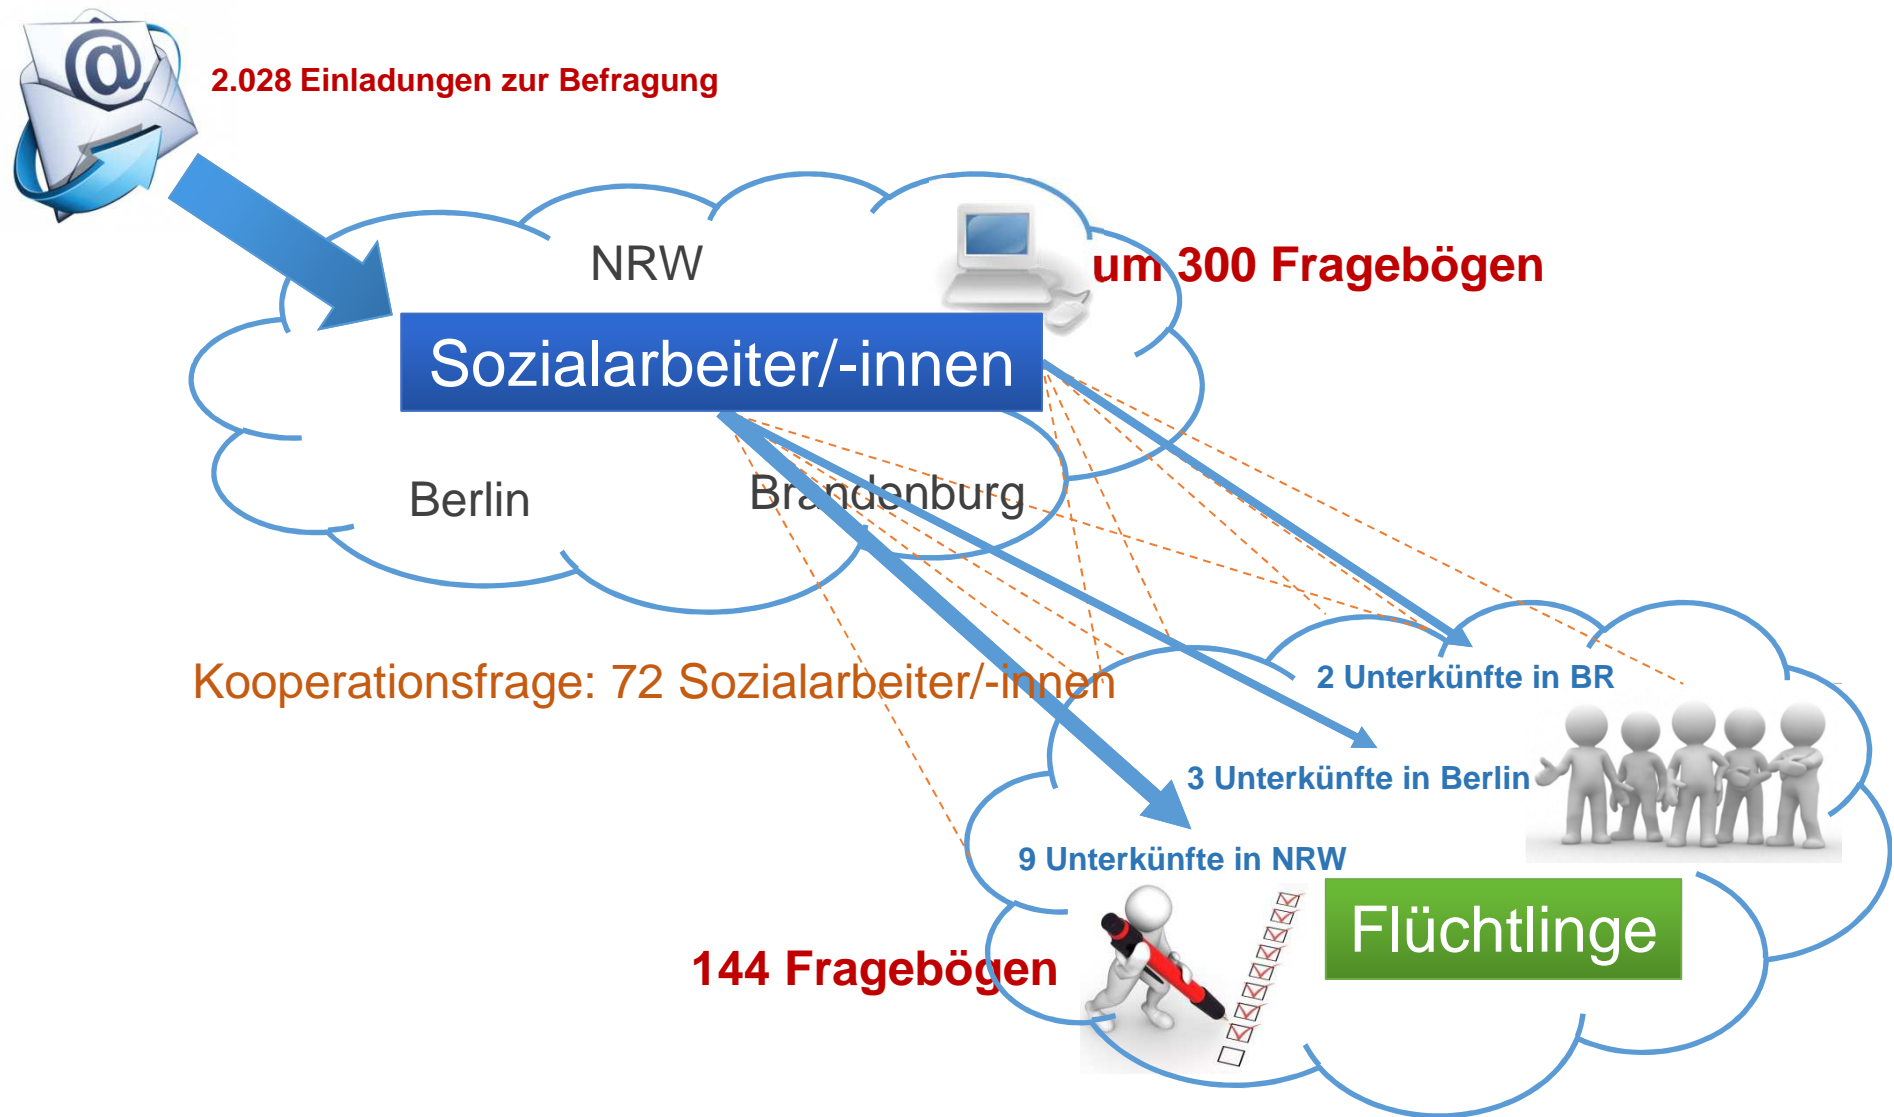 2.028 Einladungen zur Befragung
NRW
um 300 Fragebögen
Sozialarbeiter/-innen
Berlin
Brandenburg
Kooperationsfrage: 72 Sozialarbeiter/-innen
2 Unterkünfte in BR
3 Unterkünfte in Berlin
9 Unterkünfte in NRW
Flüchtlinge
144 Fragebögen